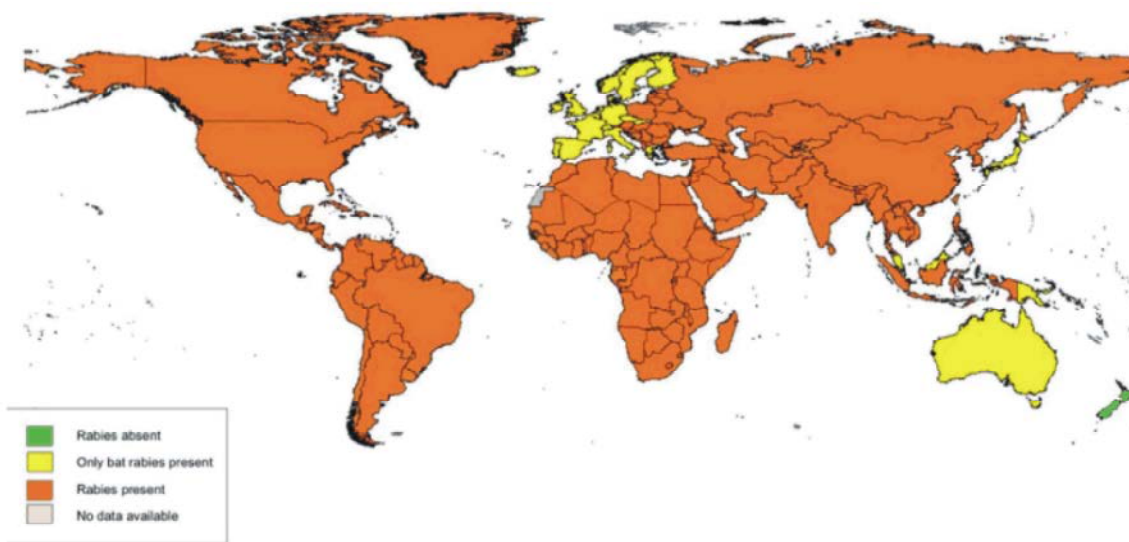 Rabies absent
Only bat rabies present
Rabies present
No data available